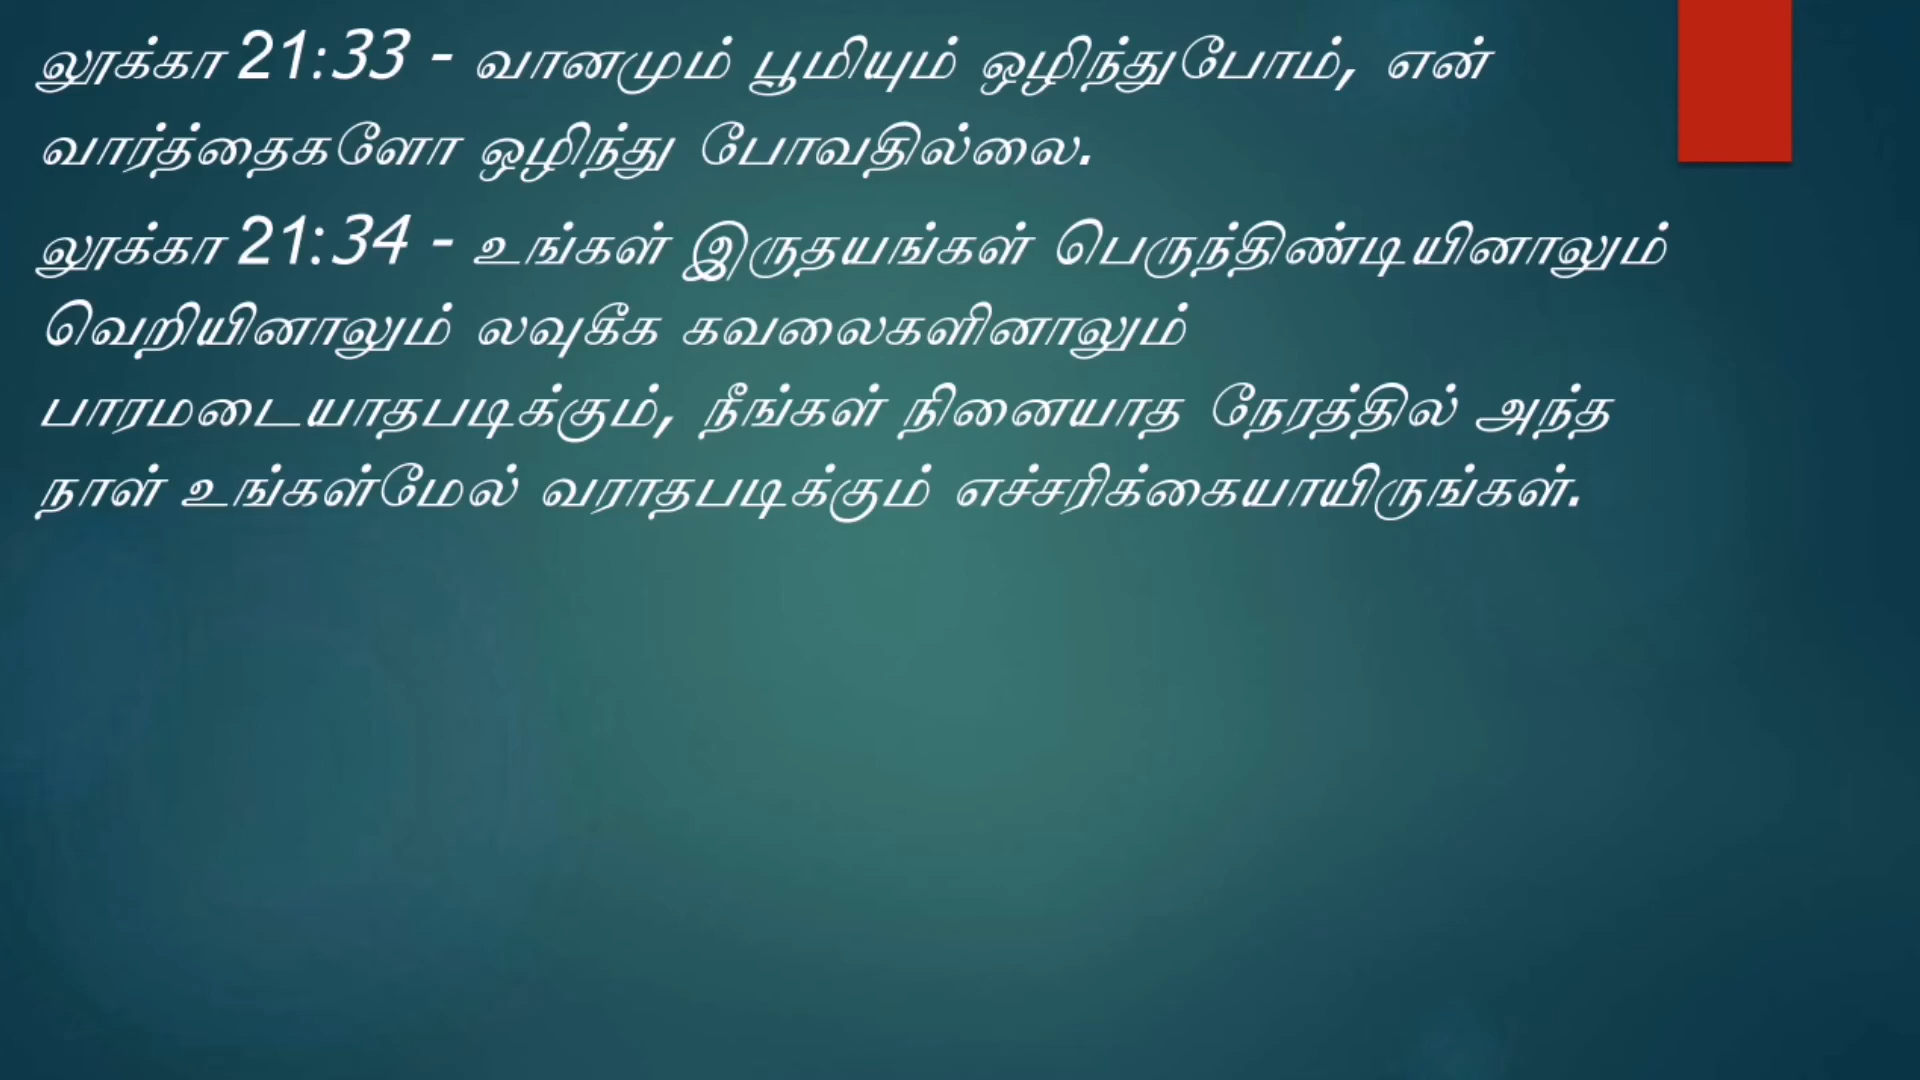 லூக்கா 21:33 - வானமும் பூமியும் ஒழிந்துபோம், என்
வார்த்தைகளோ ஒழிந்து போவதில்லை.
லூக்கா 21:34 - உங்கள் இருதயங்கள் பெருந்திண்டியினாலும்
வெறியினாலும் லவுகீக கவலைகளினாலும்
பாரமடையாதபடிக்கும், நீங்கள் நினையாத நேரத்தில் அந்த
நாள் உங்கள்மேல் வராதபடிக்கும் எச்சரிக்கையாயிருங்கள்.